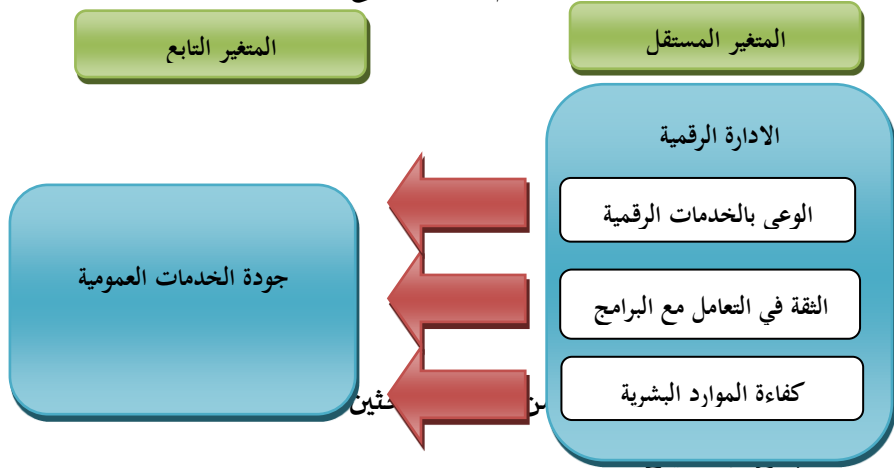 المتغير المستقل
المتغير التابع
الادارة الرقمية
الوعي بالخدمات الرقمية
الثقة في التعامل مع البرامج
كفاءة الموارد البشرية
جودة الخدمات العمومية